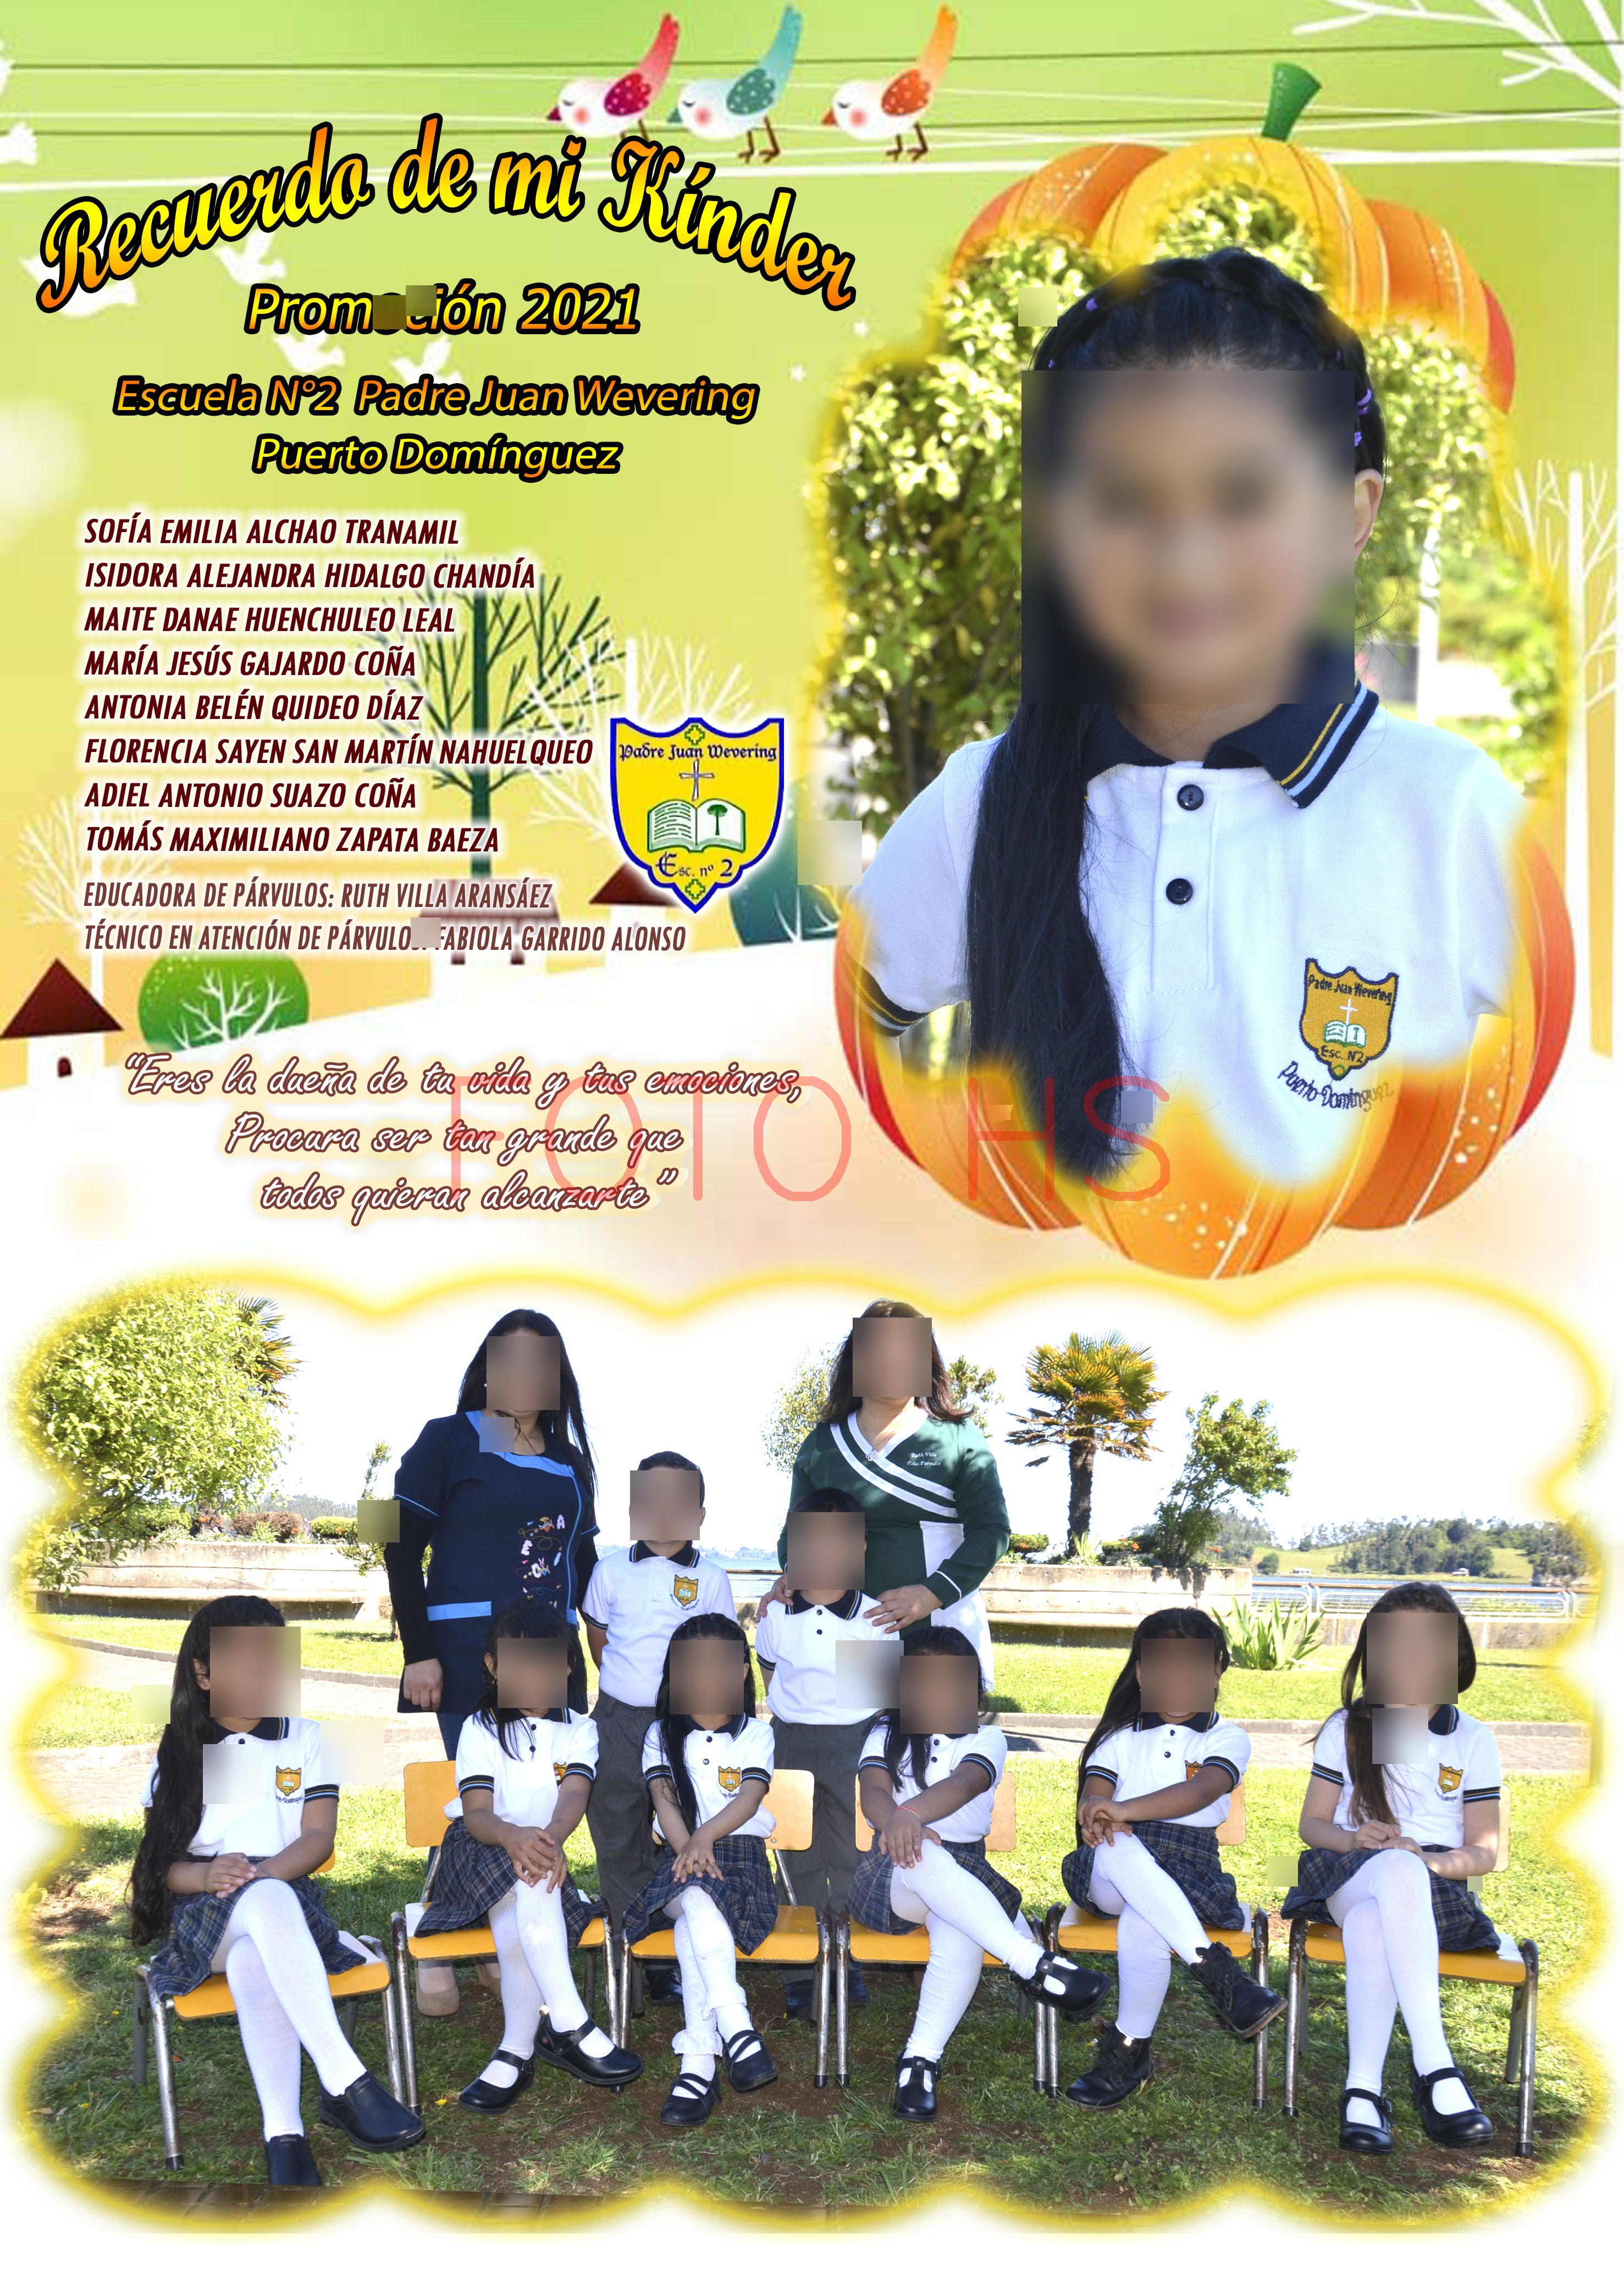 Recuerdo de mi Kínder
2021
Escuela N°2 Padre Juan Wevering
Puerto Domínguez
SOFÍA EMILIA ALCHAO TRANAMIL
ISIDORA ALEJANDRA HIDALGO CHANDÍA
MAITE DANAE HUENCHULEO LEAL
MARÍA JESÚS GAJARDO COÑA
ANTONIA BELÉN QUIDEO DÍAZ
FLORENCIA SAYEN SAN MARTÍN NAHUELQUEO
ADIEL ANTONIO SUAZO COÑA
TOMÁS MAXIMILIANO ZAPATA BAEZA
Padre Juan Wevering
Esc. nº 2
EDUCADORA DE PÁRVULOS: RUTH VILLA ARANSÁEZ
TÉCNICO EN ATENCIÓN DE FABIOLA GARRIDO ALONSO
Padre Juan Wevering
Esc. N2
Puerto-Domínguez
“Eres la dueña de tu vida y tus emociones,
Procura ser tan grande que
todos quieran alcanzarte”
FOTO HS
Ruth Villa